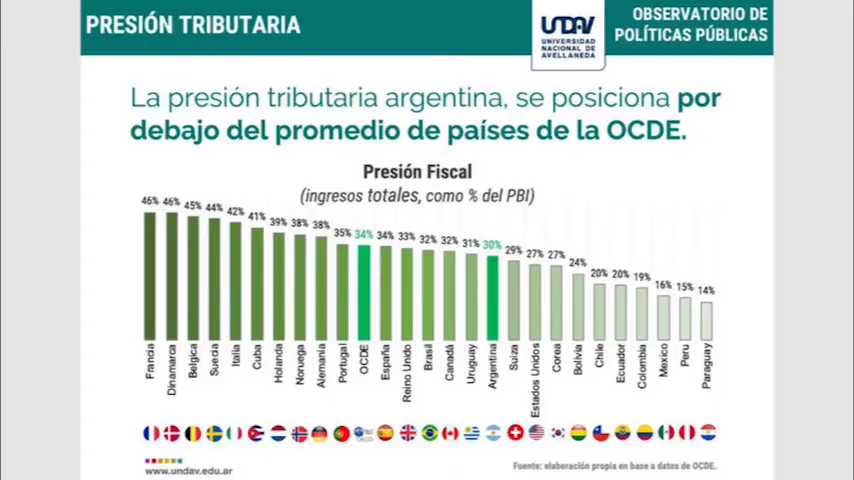 PRESIÓN TRIBUTARIA
UNDAV
UNIVERSIDAD
NACIONAL DE
AVELLANEDA
OBSERVATORIO DE
POLÍTICAS PÚBLICAS
La presión tributaria argentina, se posiciona por
debajo del promedio de países de la OCDE.
Presión Fiscal
(ingresos totales, como % del PBI)
46% 46% 45% 44% 42% 41% 39% 38% 38% 35% 34% 34% 33% 32% 32% 31% 30% 29% 27% 27% 24% 20% 20% 19% 16% 15% 14%
Francia
Dinamarca
Belgica
Suecia
Italia
Cuba
Holanda
Noruega
Alemania
Portugal
OCDE
España
Reino Unido
Brasil
Canadá
Uruguay
Argentina
Suiza
Estados Unidos
Corea
Bolivia
Chile
Ecuador
Colombia
Mexico
Peru
Paraguay
www.undav.edu.ar
Fuente: elaboración propia en base a datos de OCDE.